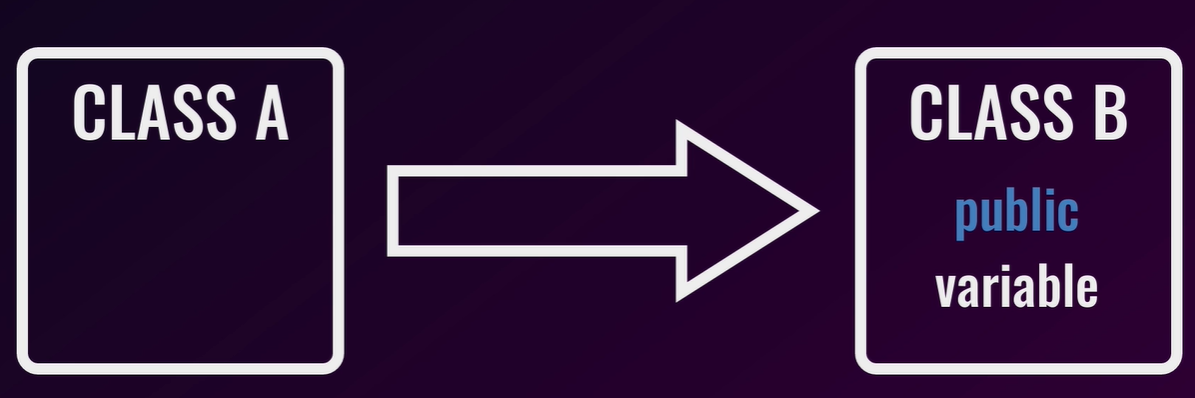 CLASS A
CLASS B
public
variable